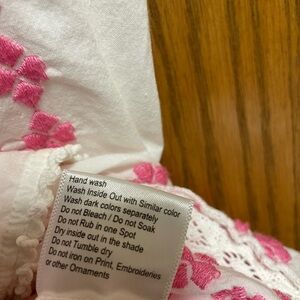 Hand wash
Wash Inside Out with Similar color
Wash dark colors separately
Do not Bleach / Do not Soak
Do not Rub in one Spot
Dry inside out in the shade
Do not Tumble dry
Do not iron on Print, Embroideries
or other Ornaments